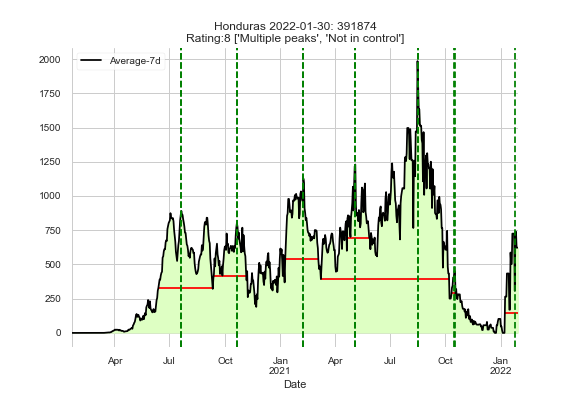 Honduras 2022-01-30: 391874
Rating:8 ['Multiple peaks', 'Not in control']
Average-7d
2000
1750
1500
1250
1000
750
500
250
0
Apr
Jul
Oct
Jan
2021
Apr
Jul
Oct
Jan
2022
Date